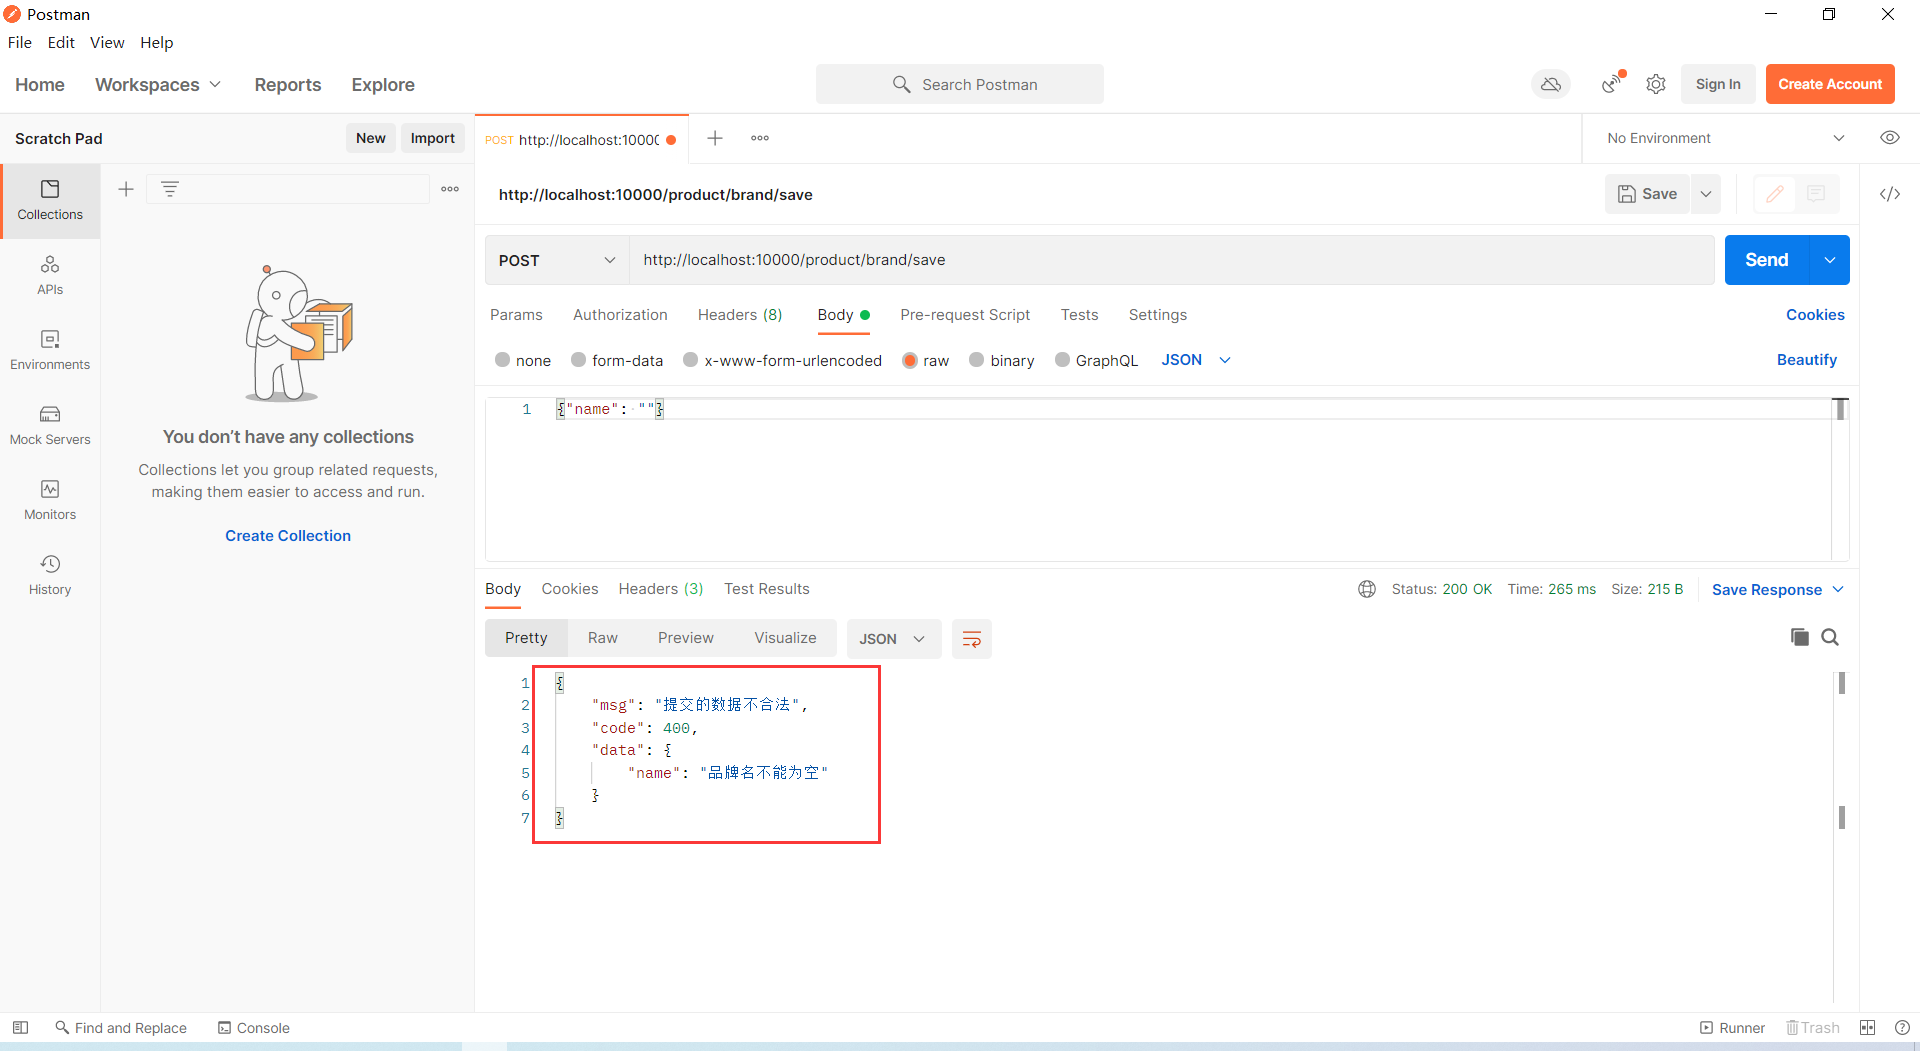 Postman
File Edit View Help
Home Workspaces Reports Explore
Search Postman
Sign In
Create Account
Scratch Pad
New
Import
POST http://localhost:1000(
No Environment
Collections
APIs
Environments
Mock Servers
Monitors
History
You don’t have any collections
Collections let you group related requests,
making them easier to access and run.
Create Collection
http://localhost:10000/product/brand/save
Save
POST
http://localhost:10000/product/brand/save
Send
Params Authorization Headers (8) Body Pre-request Script Tests Settings
Cookies
none form-data x-www-form-urlencoded raw binary GraphQL JSON
Beautify
1 {"name": ""}
Body Cookies Headers (3) Test Results
Status: 200 OK Time: 265 ms Size: 215 B
Save Response
Pretty Raw Preview Visualize JSON
1 {
2 "msg": "提交的数据不合法",
3 "code": 400,
4 "data": {
5 "name": "品牌名不能为空"
6 }
7 }
Find and Replace Console
Runner Trash